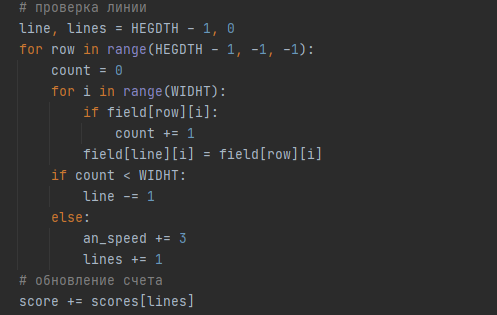 # проверка линии
line, lines = HEGDTH - 1, 0
for row in range(HEGDTH - 1, -1, -1):
    count = 0
    for i in range(WIDHT):
        if field[row][i]:
            count += 1
        field[line][i] = field[row][i]
    if count < WIDHT:
        line -= 1
    else:
        an_speed += 3
        lines += 1
# обновление счета
score += scores[lines]